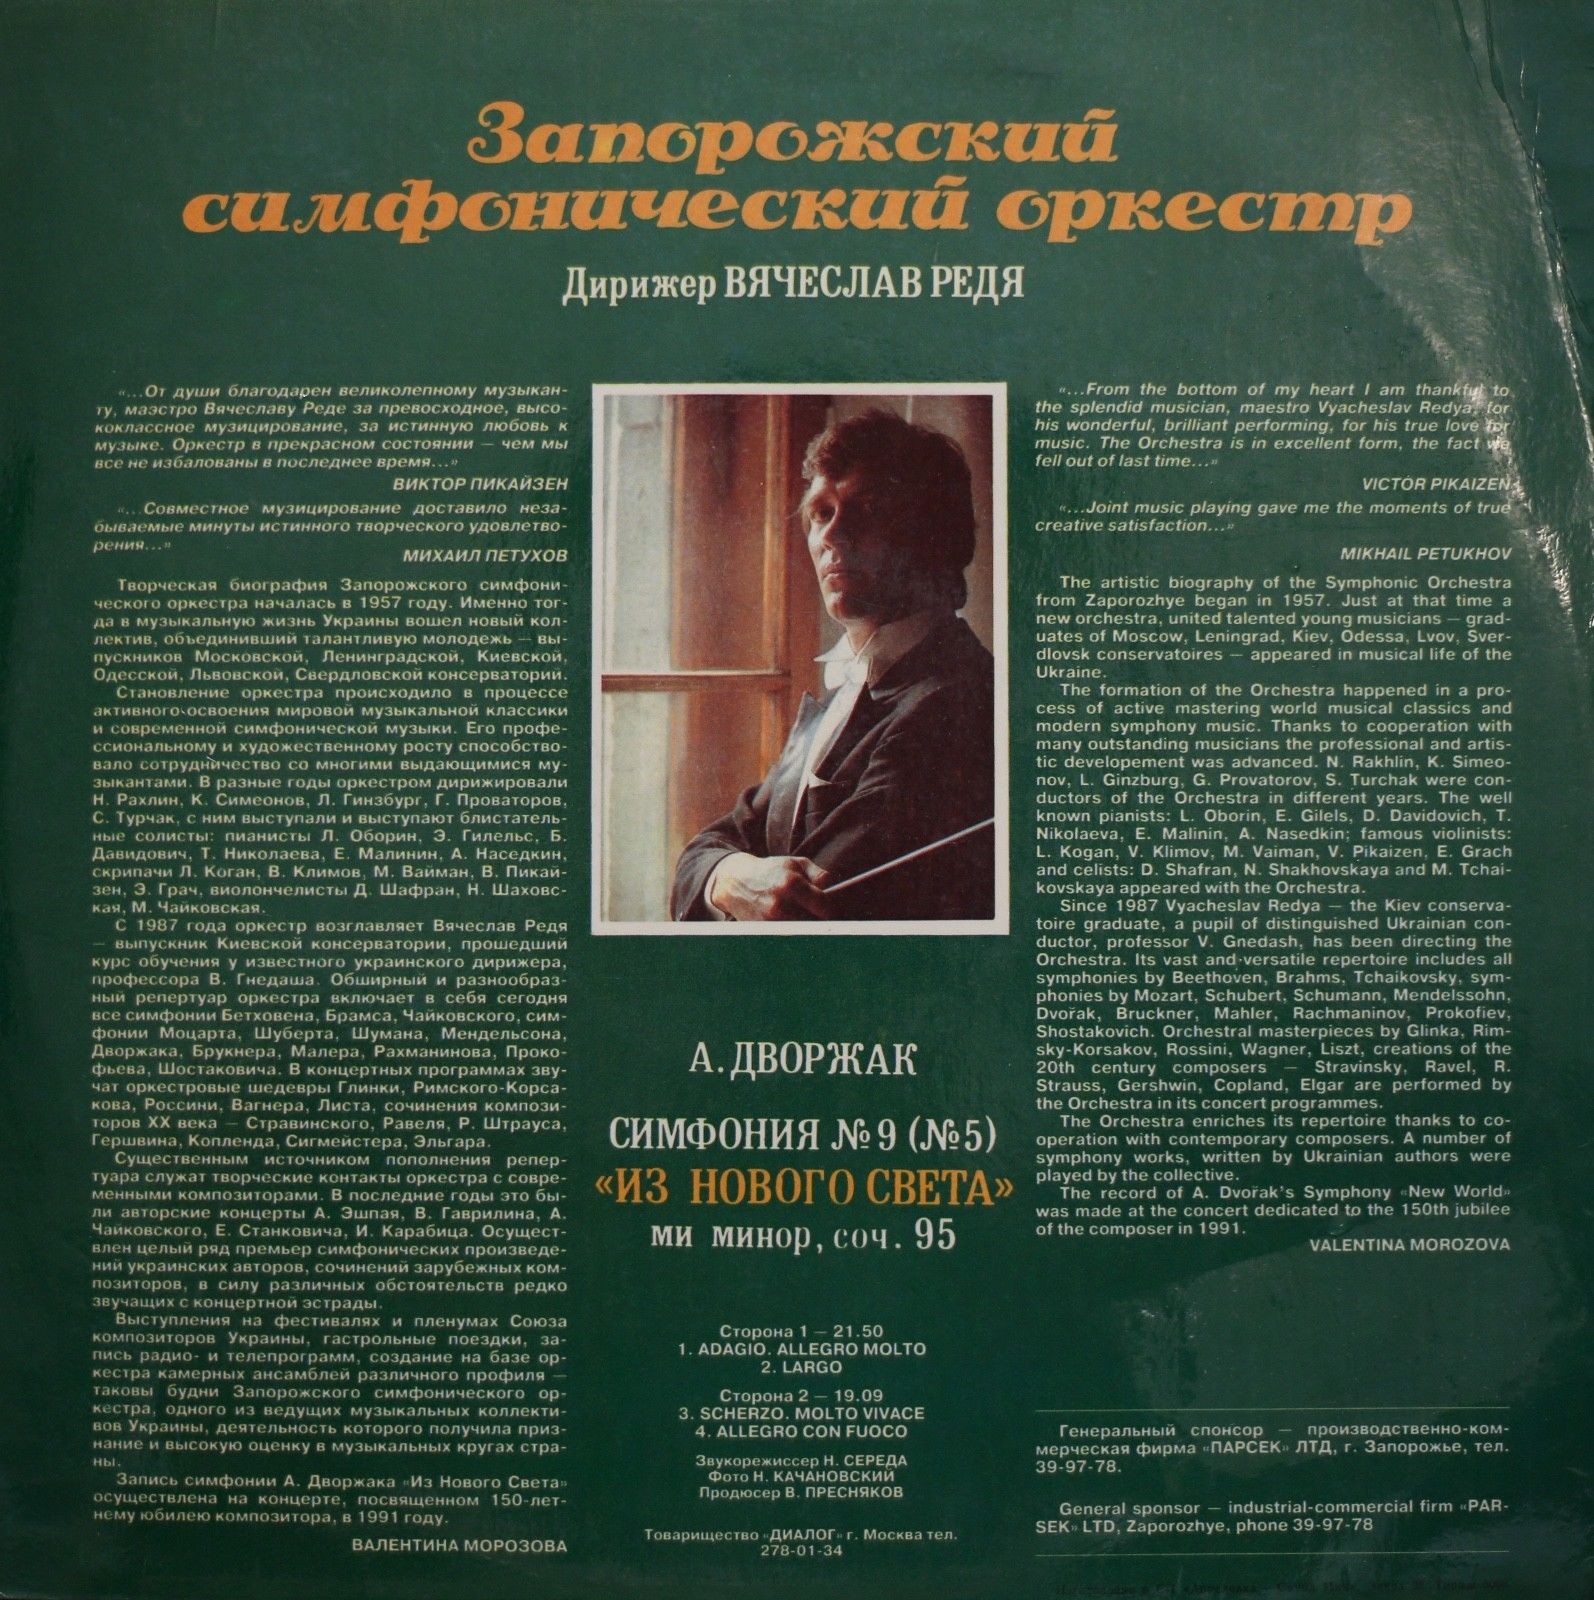 Запорожский
симфонический оркестр
Дирижер ВЯЧЕСЛАВ РЕДЯ
«...От души благодарен великолепному музыкан-
ту, маэстро Вячеславу Реде за превосходное, высо-
коклассное музицирование, за истинную любовь к
музыке. Оркестр в прекрасном состоянии — чем мы
все не избалованы в последнее время...»
ВИКТОР ПИКАЙЗЕН
«...Совместное музицирование доставило неза-
бываемые минуты истинного творческого удовлетво-
рения...»
МИХАИЛ ПЕТУХОВ
Творческая биография Запорожского симфони-
ческого оркестра началась в 1957 году. Именно тог-
да в музыкальную жизнь Украины вошел новый кол-
лектив, объединивший талантливую молодежь — вы-
пускников Московской, Ленинградской, Киевской,
Одесской, Львовской, Свердловской консерваторий.
Становление оркестра происходило в процессе
активного освоения мировой музыкальной классики
и современной симфонической музыки. Его профе-
ссиональному и художественному росту способство-
вало сотрудничество со многими выдающимися му-
зыкантами. В разные годы оркестром дирижировали
Н. Рахлин, К. Симеонов, Л. Гинзбург, Г. Проваторов,
С. Турчак, с ним выступали и выступают блистатель-
ные солисты: пианисты Л. Оборин, Э. Гилельс, Б.
Давидович, Т. Николаева, Е. Малинин, А. Наседкин,
скрипачи Л. Коган, В. Климов, М. Вайман, В. Пикай-
зен, Э. Грач, виолончелисты Д. Шафран, Н. Шаховс-
кая, М. Чайковская.
С 1987 года оркестр возглавляет Вячеслав Редя
— выпускник Киевской консерватории, прошедший
курс обучения у известного украинского дирижера,
профессора В. Гнедаша. Обширный и разнообраз-
ный репертуар оркестра включает в себя сегодня
все симфонии Бетховена, Брамса, Чайковского, сим-
фонии Моцарта, Шуберта, Шумана, Мендельсона,
Дворжака, Брукнера, Малера, Рахманинова, Проко-
фьева, Шостаковича. В концертных программах зву-
чат оркестровые шедевры Глинки, Римского-Корса-
кова, Россини, Вагнера, Листа, сочинения компози-
торов XX века — Стравинского, Равеля, Р. Штрауса,
Гершвина, Копленда, Сигмейстера, Эльгара.
Существенным источником пополнения репер-
туара служат творческие контакты оркестра с совре-
менными композиторами. В последние годы это бы-
ли авторские концерты А. Эшпая, В. Гаврилина, А.
Чайковского, Е. Станковича, И. Карабица. Осущест-
влен целый ряд премьер симфонических произведе-
ний украинских авторов, сочинений зарубежных ком-
позиторов, в силу различных обстоятельств редко
звучащих с концертной эстрады.
Выступления на фестивалях и пленумах Союза
композиторов Украины, гастрольные поездки, за-
пись радио- и телепрограмм, создание на базе ор-
кестра камерных ансамблей различного профиля —
таковы будни Запорожского симфонического ор-
кестра, одного из ведущих музыкальных коллекти-
вов Украины, деятельность которого получила приз-
нание и высокую оценку в музыкальных кругах стра-
ны.
Запись симфонии А. Дворжака «Из Нового Света»
осуществлена на концерте, посвященном 150-лет-
нему юбилею композитора, в 1991 году.
ВАЛЕНТИНА МОРОЗОВА
А. ДВОРЖАК
СИМФОНИЯ №9 (№5)
«ИЗ НОВОГО СВЕТА»
ми минор, соч. 95
Сторона 1 — 21.50
1. ADAGIO. ALLEGRO MOLTO
2. LARGO
Сторона 2 — 19.09
3. SCHERZO. MOLTO VIVACE
4. ALLEGRO CON FUOCO
Звукорежиссер Н. СЕРЕДА
Фото Н. КАЧАНОВСКИЙ
Продюсер В. ПРЕСНЯКОВ
Товарищество «ДИАЛОГ» г. Москва тел.
278-01-34
«...From the bottom of my heart I am thankful to
the splendid musician, maestro Vyacheslav Redya, for
his wonderful, brilliant performing, for his true love for
music. The Orchestra is in excellent form, the fact we
fell out of last time...»
VICTOR PIKAIZEN
«...Joint music playing gave me the moments of true
creative satisfaction...»
MIKHAIL PETUKHOV
The artistic biography of the Symphonic Orchestra
from Zaporozhye began in 1957. Just at that time a
new orchestra, united talented young musicians — grad-
uates of Moscow, Leningrad, Kiev, Odessa, Lvov, Sver-
dlovsk conservatoires — appeared in musical life of the
Ukraine.
The formation of the Orchestra happened in a pro-
cess of active mastering world musical classics and
modern symphony music. Thanks to cooperation with
many outstanding musicians the professional and artis-
tic developement was advanced. N. Rakhlin, K. Simeo-
nov, L. Ginzburg, G. Provatorov, S. Turchak were con-
ductors of the Orchestra in different years. The well
known pianists: L. Oborin, E. Gilels, D. Davidovich, T.
Nikolaeva, E. Malinin, A. Nasedkin; famous violinists:
L. Kogan, V. Klimov, M. Vaiman, V. Pikaizen, E. Grach
and celists: D. Shafran, N. Shakhovskaya and M. Tchai-
kovskaya appeared with the Orchestra.
Since 1987 Vyacheslav Redya — the Kiev conserva-
toire graduate, a pupil of distinguished Ukrainian con-
ductor, professor V. Gnedash, has been directing the
Orchestra. Its vast and versatile repertoire includes all
symphonies by Beethoven, Brahms, Tchaikovsky, sym-
phonies by Mozart, Schubert, Schumann, Mendelssohn,
Dvořak, Bruckner, Mahler, Rachmaninov, Prokofiev,
Shostakovich. Orchestral masterpieces by Glinka, Rim-
sky-Korsakov, Rossini, Wagner, Liszt, creations of the
20th century composers — Stravinsky, Ravel, R.
Strauss, Gershwin, Copland, Elgar are performed by
the Orchestra in its concert programmes.
The Orchestra enriches its repertoire thanks to co-
operation with contemporary composers. A number of
symphony works, written by Ukrainian authors were
played by the collective.
The record of A. Dvořak's Symphony «New World»
was made at the concert dedicated to the 150th jubilee
of the composer in 1991.
VALENTINA MOROZOVA
Генеральный спонсор — производственно-ком-
мерческая фирма «ПАРСЕК» ЛТД, г. Запорожье, тел.
39-97-78.
General sponsor — industrial-commercial firm «PAR-
SEK» LTD, Zaporozhye, phone 39-97-78